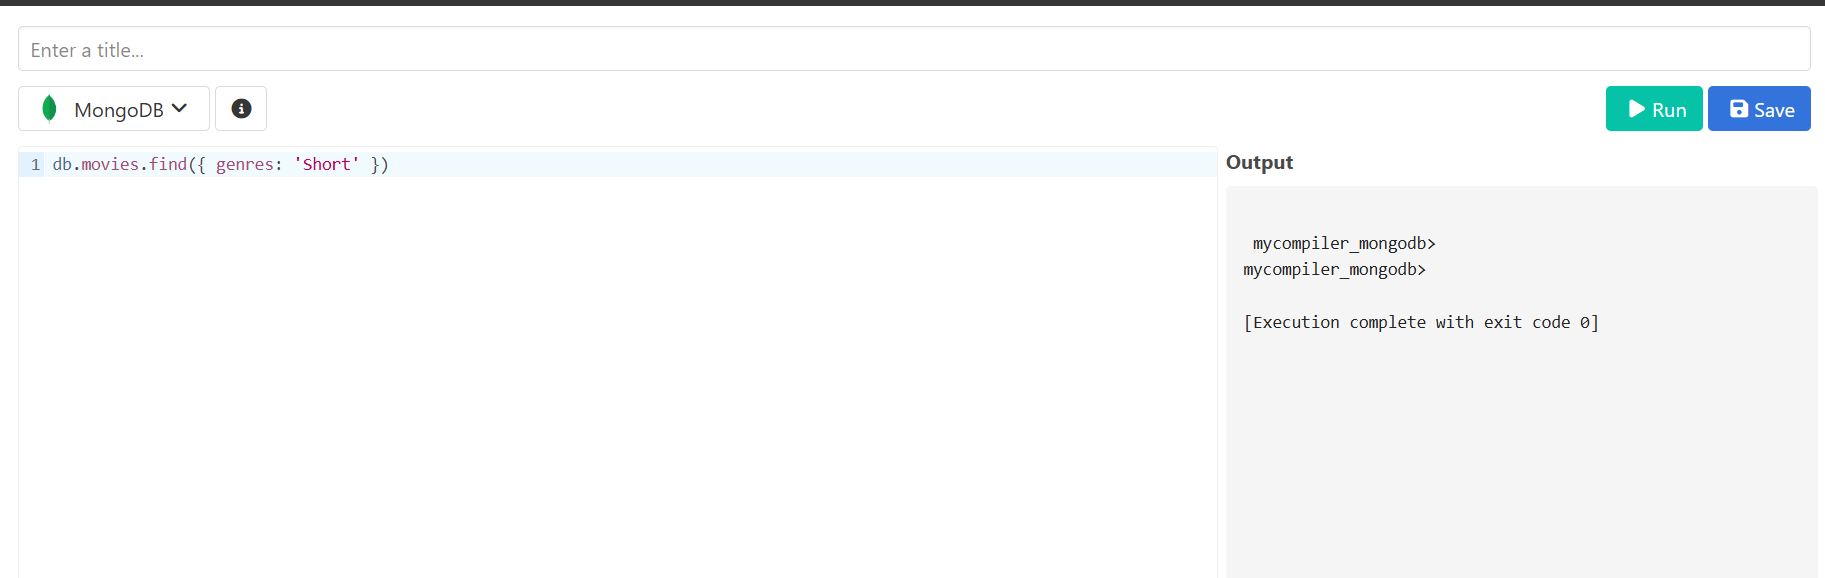 Enter a title...
MongoDB
Run
Save
1 db.movies.find({ genres: 'Short' })
Output
mycompiler_mongodb>
mycompiler_mongodb>
[Execution complete with exit code 0]